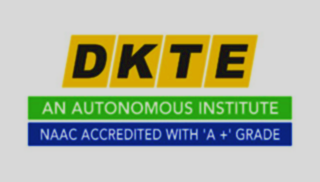 DKTE
AN AUTONOMOUS INSTITUTE
NAAC ACCREDITED WITH 'A +' GRADE